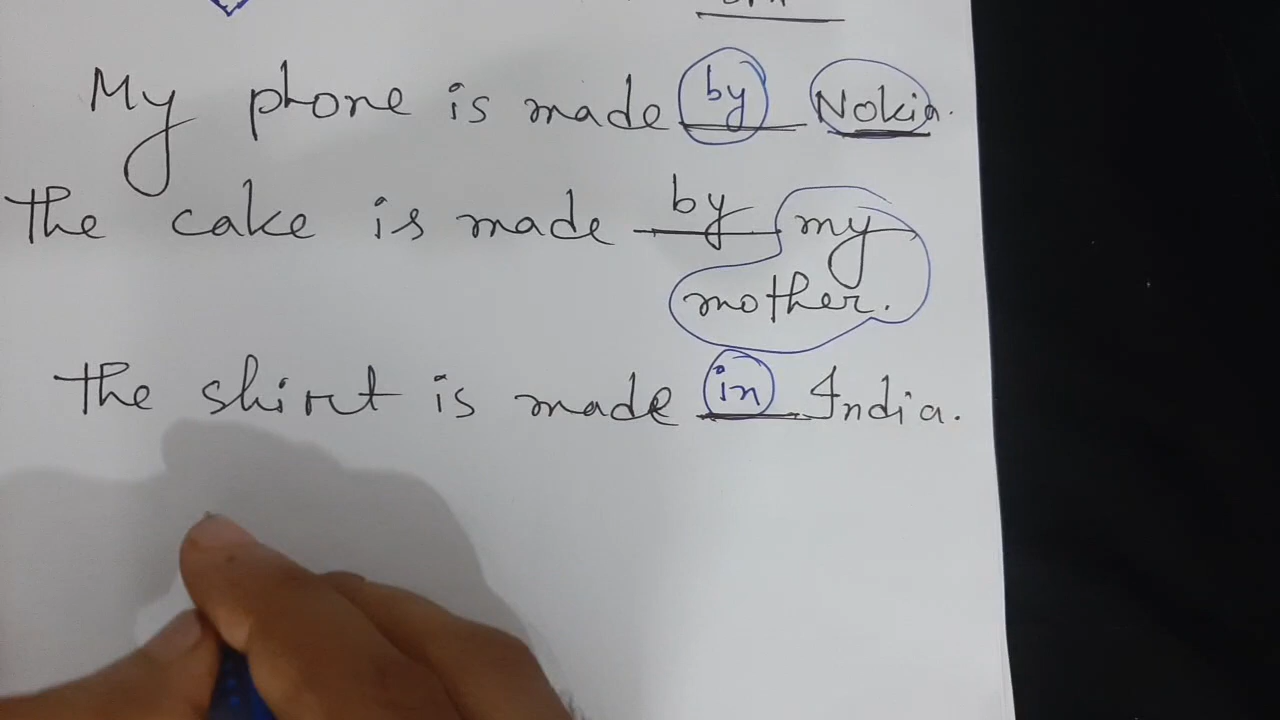 My phone is made by Nokia.
the cake is made by my
mother.
the shirt is made in India.